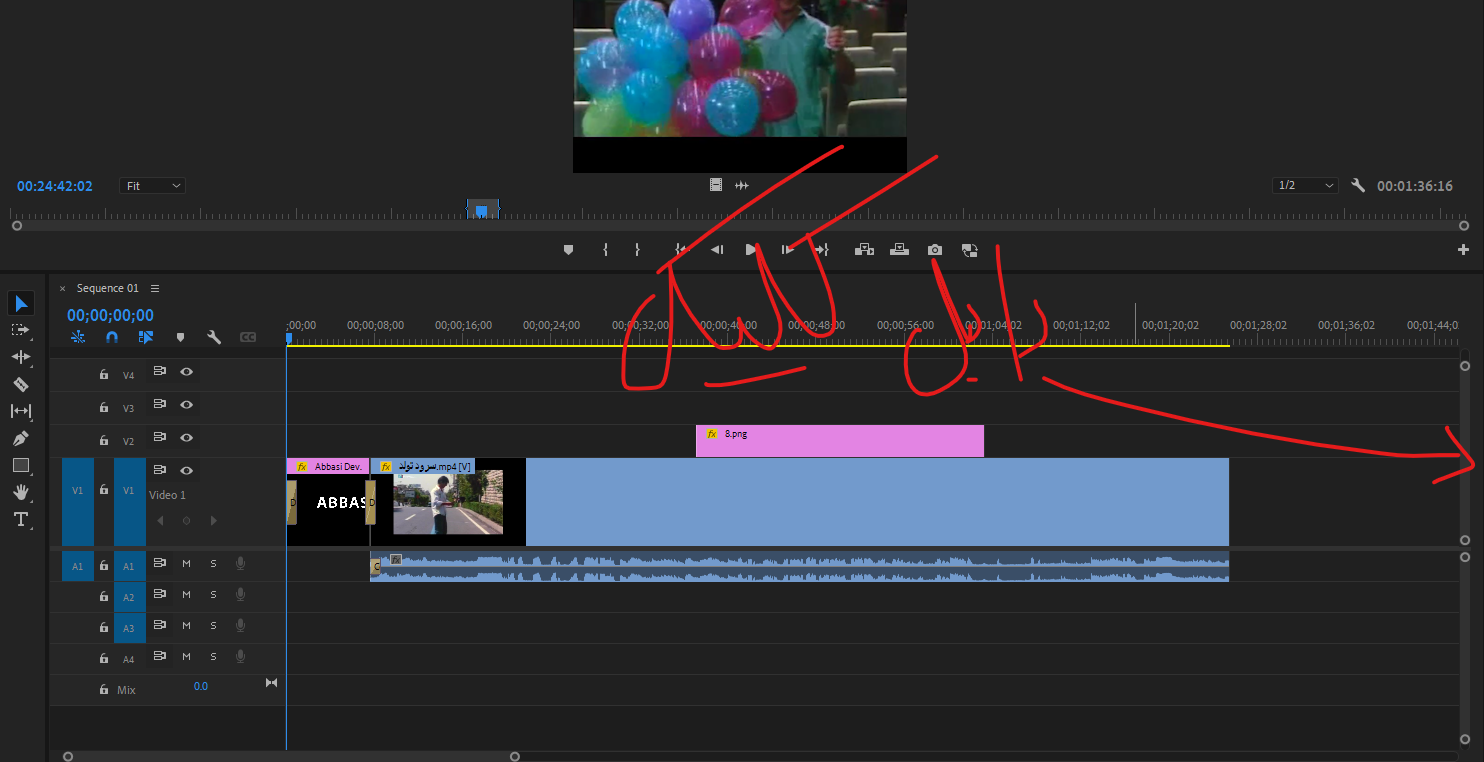 00:24:42:02 Fit 1/2 00:01:36:16
× Sequence 01
00;00;00;00
;00;00 00;00;08;00 00;00;16;00 00;00;24;00 00;00;32;00 00;00;40;00 00;00;48;00 00;00;56;00 00;01;04;02 00;01;12;02 00;01;20;02 00;01;28;02 00;01;36;02 00;01;44;0
V4
V3
V2 fx 8.png
fx Abbasi Dev. fx سرود تولد.mp4 [V]
V1 V1 Video 1 D ABBAS D
A1 A1 M S C fx
A2 M S
A3 M S
A4 M S
Mix 0.0